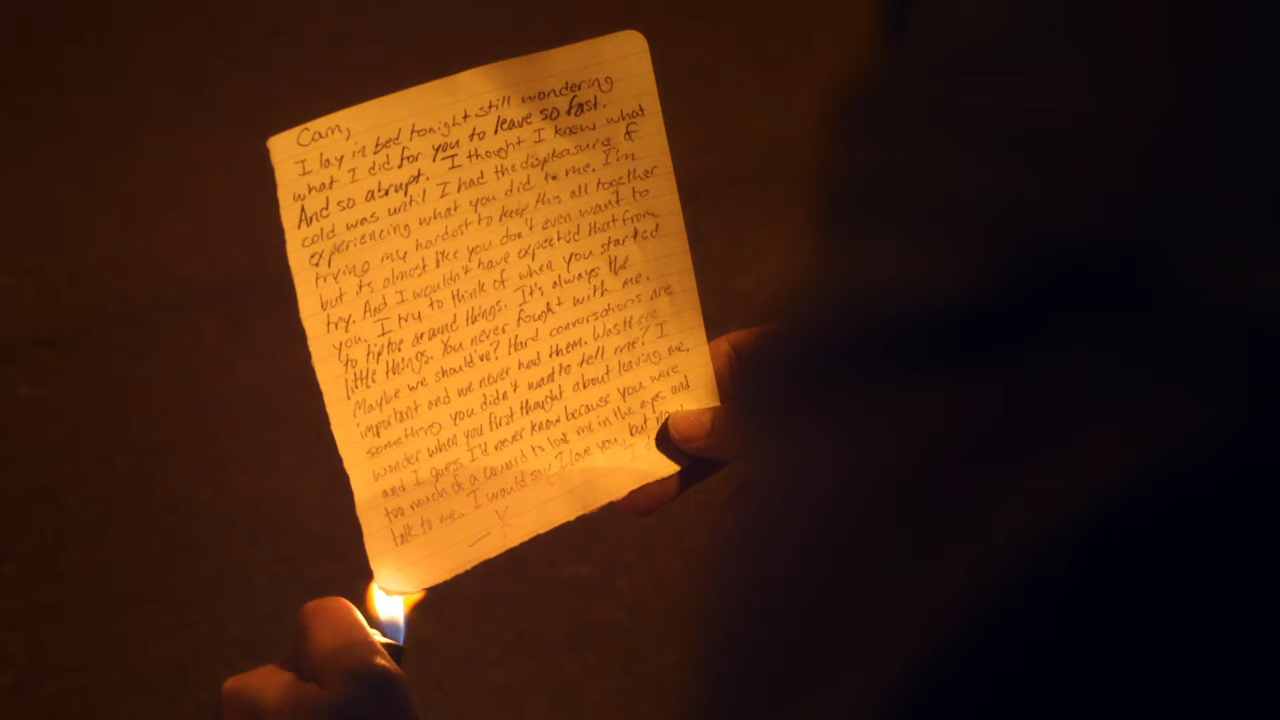 Cam,
I lay in bed tonight still wondering
what I did for you to leave so fast.
And so abrupt. I thought I knew what
cold was until I had the displeasure of
experiencing what you did to me. I'm
trying my hardest to keep this all together
but its almost like you don't even want to
try. And I wouldn't have expected that from
you. I try to think of when you started
to tiptoe around things. It's always the
little things. You never fought with me.
Maybe we should've? Hard conversations are
important and we never had them. Was there
something you didn't want to tell me? I
wonder when you first thought about leaving me,
and I guess I'd never know because you were
too much of a coward to look me in the eyes and
talk to me. I would say I love you, but